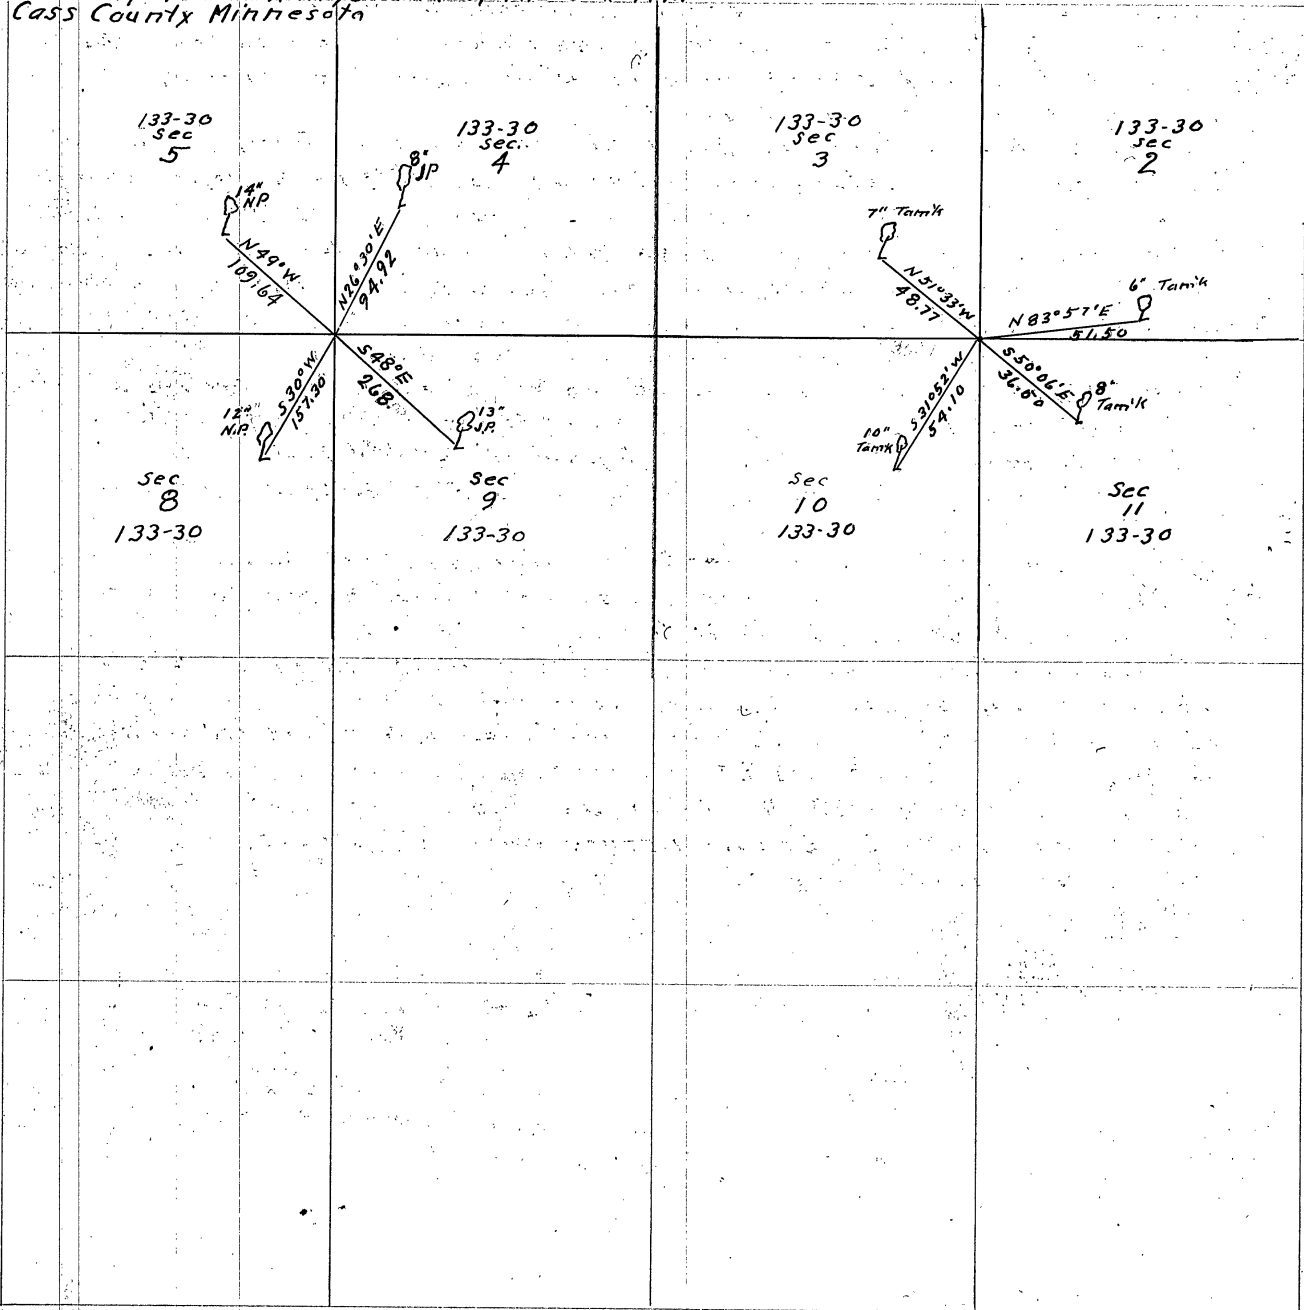 Cass County Minnesota
133-30
Sec
5
133-30
Sec.
4
133-30
Sec
3
133-30
Sec
2
14"
N.P.
8"
J.P.
7" Tam'k
6" Tam'k
N49°W
109.64
N26°30'E
94.92
N51°33'W
48.77
N83°57'E
51.50
S30°W
157.30
S48°E
268.
S31°52'W
54.10
S50°06'E
36.00
12"
N.P.
13"
J.P.
10"
Tam'k
8"
Tam'k
Sec
8
133-30
Sec
9
133-30
Sec
10
133-30
Sec
11
133-30